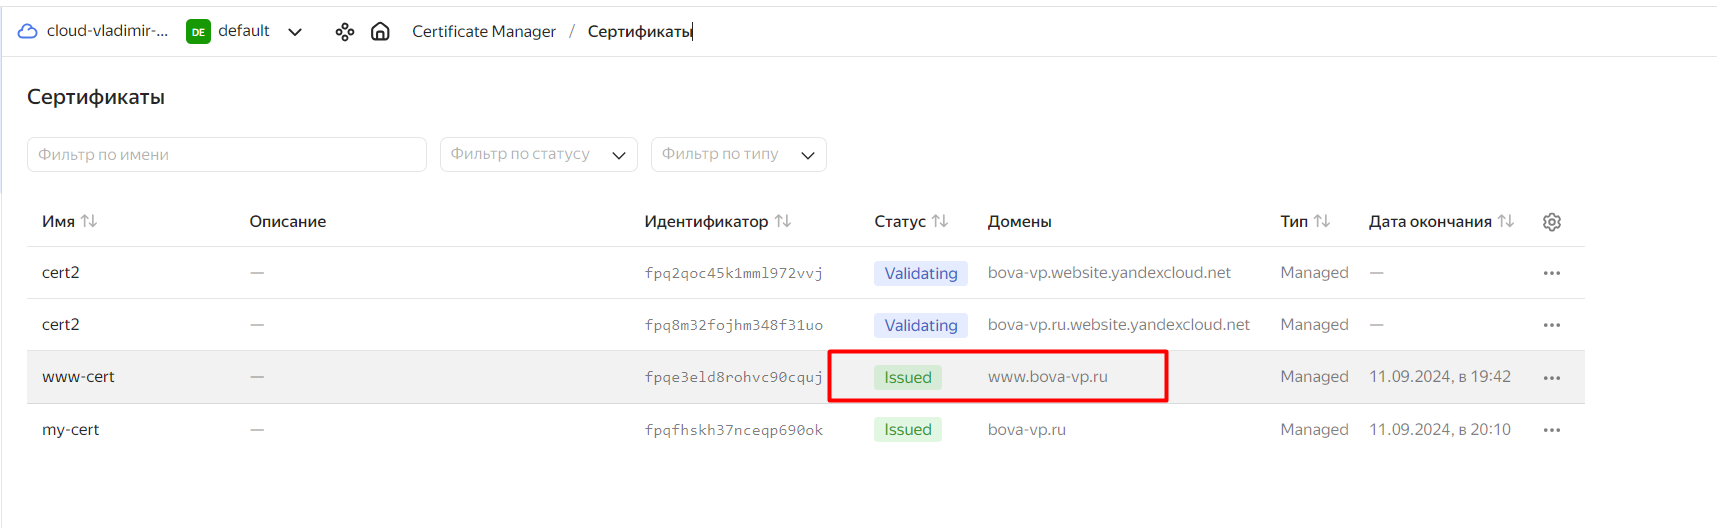 cloud-vladimir-... DE default Certificate Manager / Сертификаты
Сертификаты
Фильтр по имени Фильтр по статусу Фильтр по типу
Имя Описание Идентификатор Статус Домены Тип Дата окончания
cert2 — fpq2qoc45k1mml972vvj Validating bova-vp.website.yandexcloud.net Managed —
cert2 — fpq8m32fojhm348f31uo Validating bova-vp.ru.website.yandexcloud.net Managed —
www-cert — fpqe3eld8rohvc90cquj Issued www.bova-vp.ru Managed 11.09.2024, в 19:42
my-cert — fpqfhskh37nceqp690ok Issued bova-vp.ru Managed 11.09.2024, в 20:10